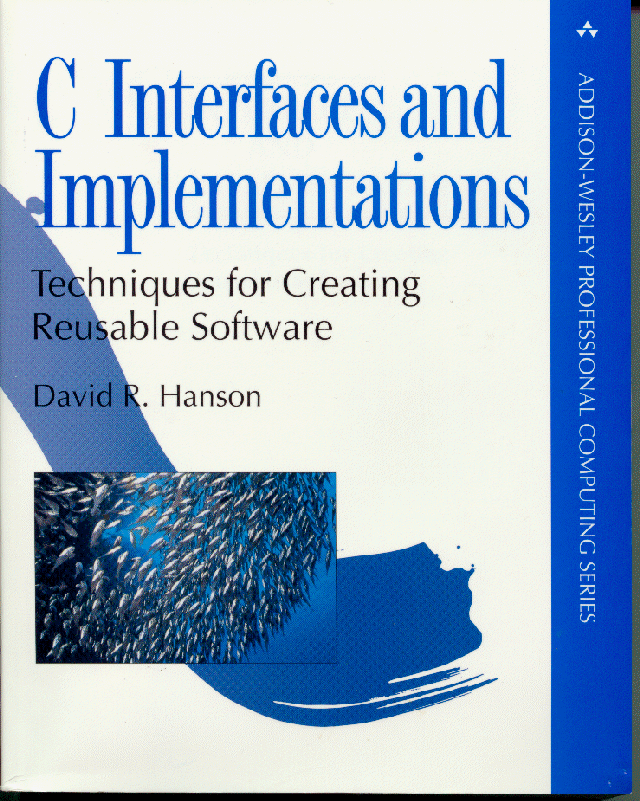 C Interfaces and
Implementations
Techniques for Creating
Reusable Software
David R. Hanson
ADDISON-WESLEY PROFESSIONAL COMPUTING SERIES